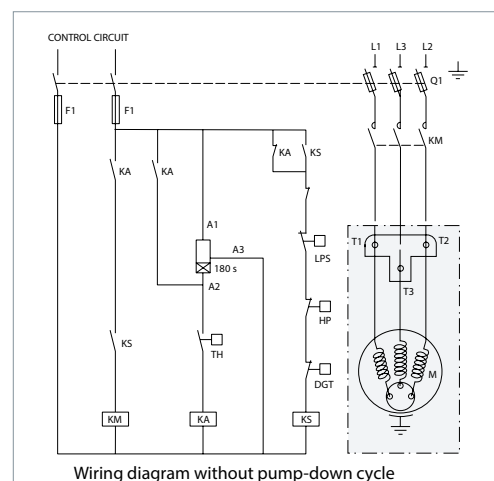 CONTROL CIRCUIT
L1 L3 L2
Q1
F1 F1
KM
KA KA KA KS
A1
A3
180 s
A2
LPS
T1 T2
T3
HP
KS TH
DGT
M
KM KA KS
Wiring diagram without pump-down cycle